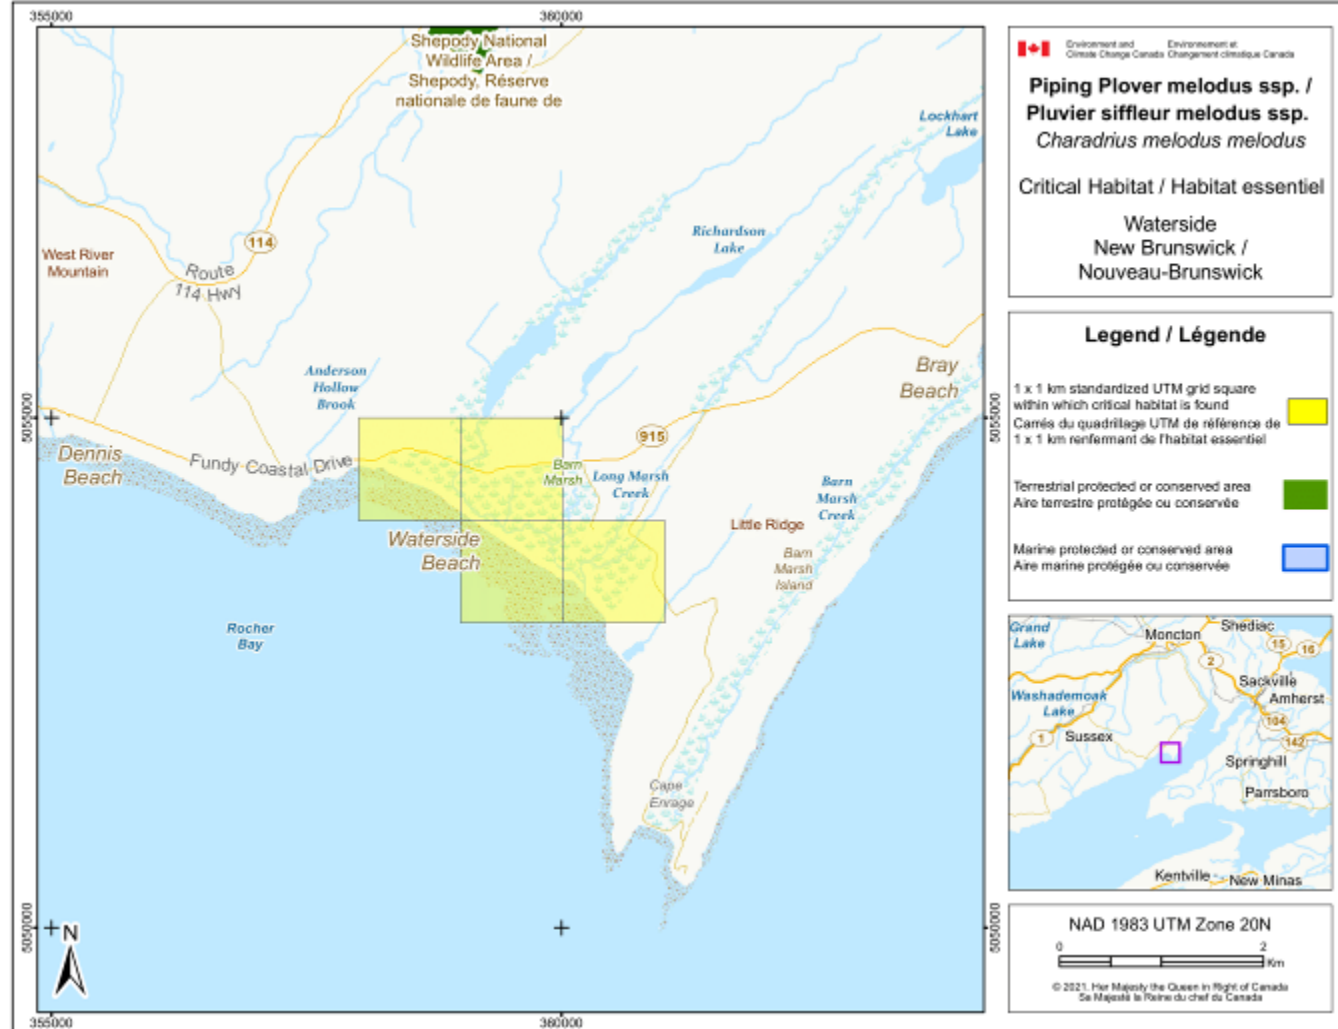 355000
360000
Shepody National
Wildlife Area /
Shepody, Réserve
nationale de faune de
Lockhart
Lake
Richardson
Lake
West River
Mountain
114
Route
114 Hwy
Anderson
Hollow
Brook
Bray
Beach
5055000
5055000
915
Dennis
Beach
Fundy Coastal Drive
Barn
Marsh
Long Marsh
Creek
Barn
Marsh
Creek
Waterside
Beach
Little Ridge
Barn
Marsh
Island
Rocher
Bay
Cape
Enrage
5050000
5050000
N
355000
360000
Environment and
Climate Change Canada
Environnement et
Changement climatique Canada
Piping Plover melodus ssp. /
Pluvier siffleur melodus ssp.
Charadrius melodus melodus
Critical Habitat / Habitat essentiel
Waterside
New Brunswick /
Nouveau-Brunswick
Legend / Légende
1 x 1 km standardized UTM grid square
within which critical habitat is found
Carrés du quadrillage UTM de référence de
1 x 1 km renfermant de l'habitat essentiel
Terrestrial protected or conserved area
Aire terrestre protégée ou conservée
Marine protected or conserved area
Aire marine protégée ou conservée
Grand
Lake
Moncton
Shediac
15
16
2
Sackville
Amherst
Washademoak
Lake
104
1
Sussex
142
Springhill
Parrsboro
Kentville
New Minas
NAD 1983 UTM Zone 20N
0
2
Km
© 2021. Her Majesty the Queen in Right of Canada
Sa Majesté la Reine du chef du Canada